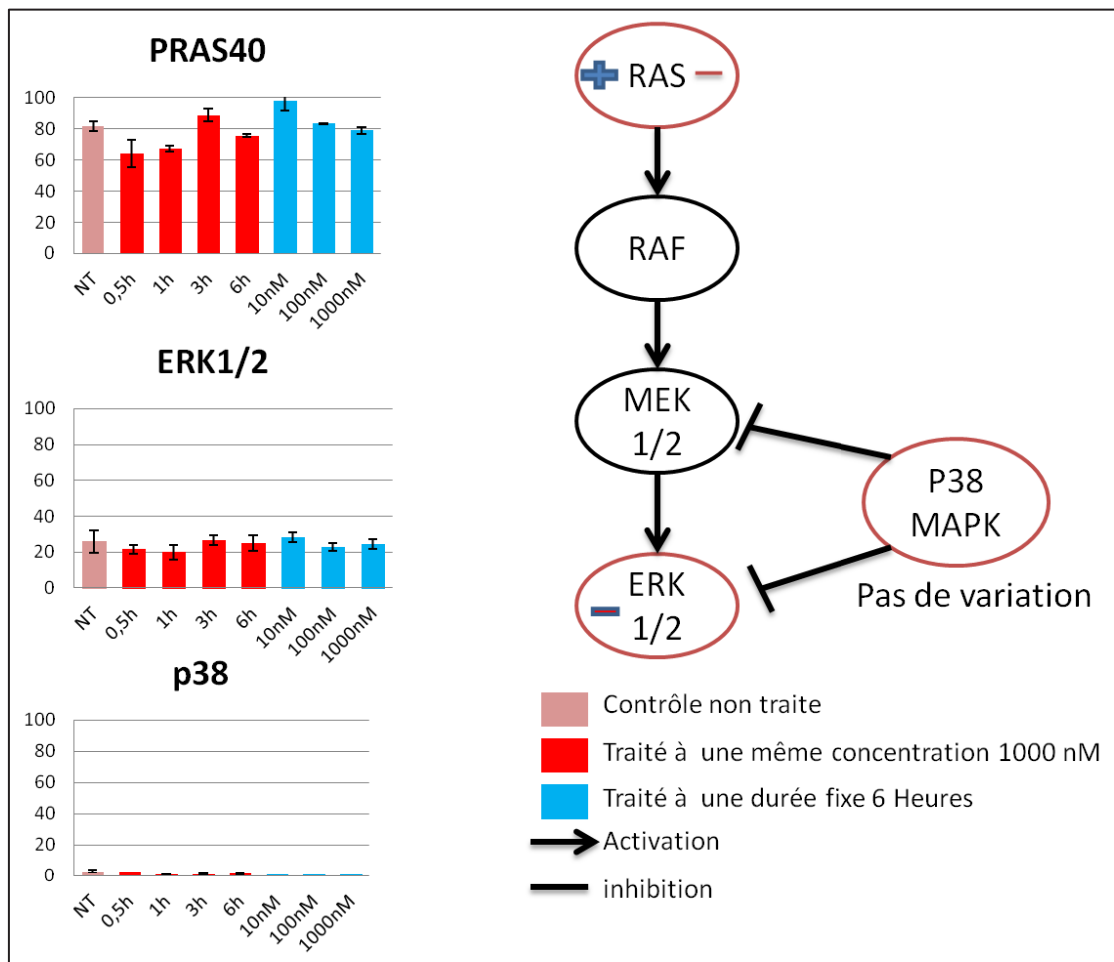 PRAS40
100
80
60
40
20
0
NT
0,5h
1h
3h
6h
10nM
100nM
1000nM
ERK1/2
100
80
60
40
20
0
NT
0,5h
1h
3h
6h
10nM
100nM
1000nM
p38
100
80
60
40
20
0
NT
0,5h
1h
3h
6h
10nM
100nM
1000nM
RAS
RAF
MEK
1/2
P38
MAPK
ERK
1/2
Pas de variation
Contrôle non traite
Traité à une même concentration 1000 nM
Traité à une durée fixe 6 Heures
Activation
inhibition